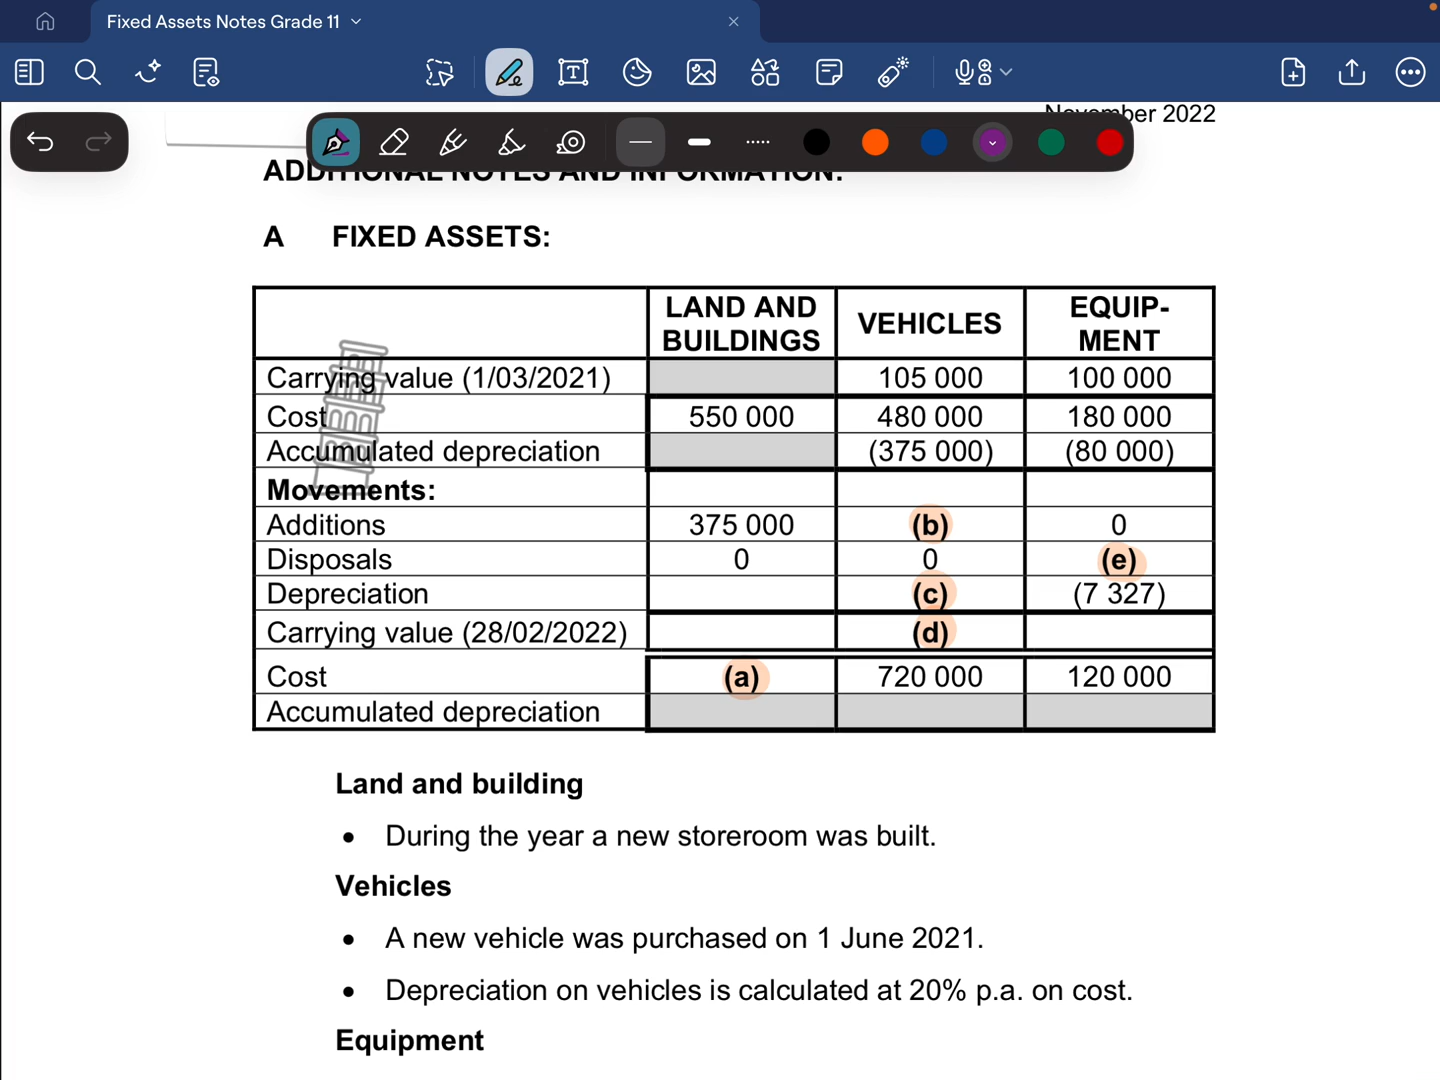 Fixed Assets Notes Grade 11
November 2022
ADDITIONAL NOTES AND INFORMATION:
A FIXED ASSETS:
LAND AND BUILDINGS VEHICLES EQUIP-MENT
Carrying value (1/03/2021) 105 000 100 000
Cost 550 000 480 000 180 000
Accumulated depreciation (375 000) (80 000)
Movements:
Additions 375 000 (b) 0
Disposals 0 0 (e)
Depreciation (c) (7 327)
Carrying value (28/02/2022) (d)
Cost (a) 720 000 120 000
Accumulated depreciation
Land and building
• During the year a new storeroom was built.
Vehicles
• A new vehicle was purchased on 1 June 2021.
• Depreciation on vehicles is calculated at 20% p.a. on cost.
Equipment